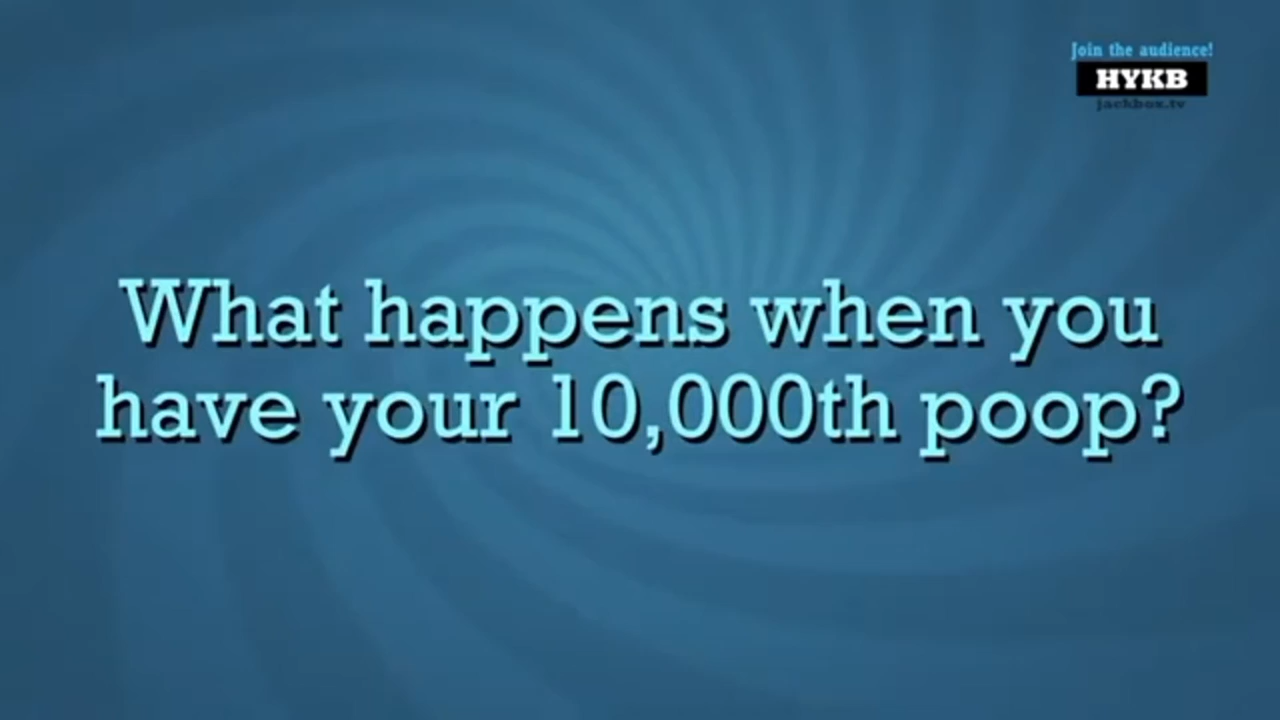 Join the audience!
HYKB
jackbox.tv
What happens when you
have your 10,000th poop?